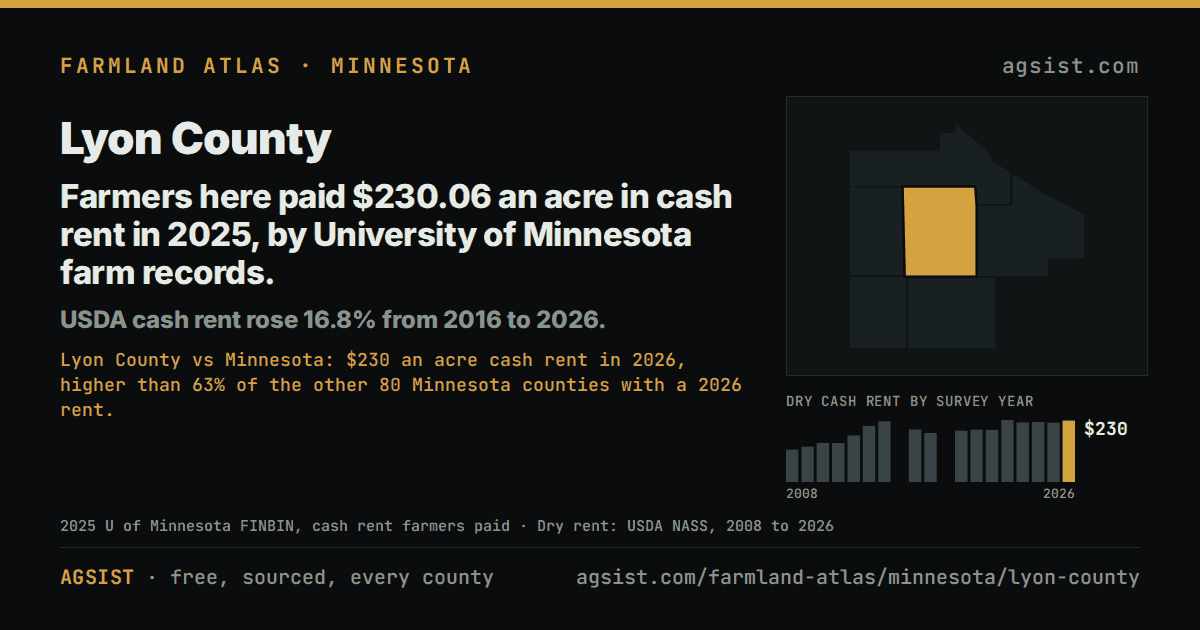 FARMLAND ATLAS · MINNESOTA
agsist.com
Lyon County
Farmers here paid $230.06 an acre in cash
rent in 2025, by University of Minnesota
farm records.
USDA cash rent rose 16.8% from 2016 to 2026.
Lyon County vs Minnesota: $230 an acre cash rent in 2026,
higher than 63% of the other 80 Minnesota counties with a 2026
rent.
DRY CASH RENT BY SURVEY YEAR
$230
2008
2026
2025 U of Minnesota FINBIN, cash rent farmers paid · Dry rent: USDA NASS, 2008 to 2026
AGSIST · free, sourced, every county
agsist.com/farmland-atlas/minnesota/lyon-county